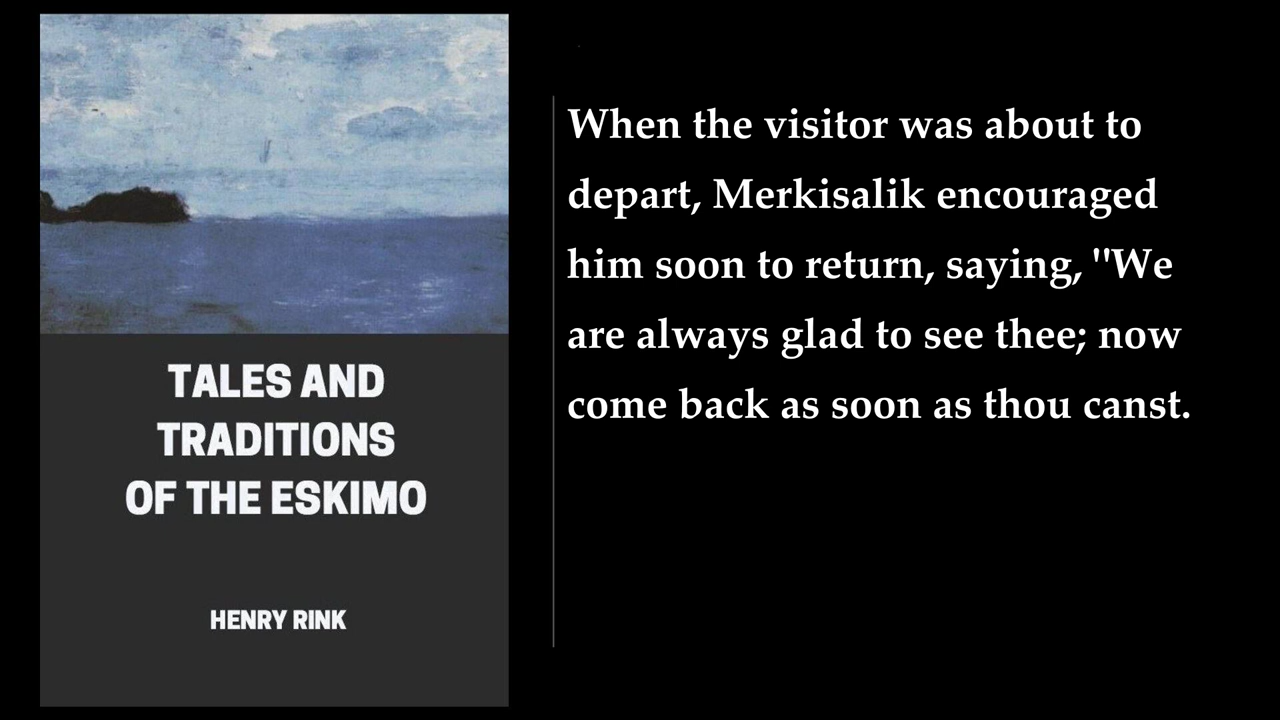 TALES AND
TRADITIONS
OF THE ESKIMO
HENRY RINK
When the visitor was about to
depart, Merkisalik encouraged
him soon to return, saying, "We
are always glad to see thee; now
come back as soon as thou canst.